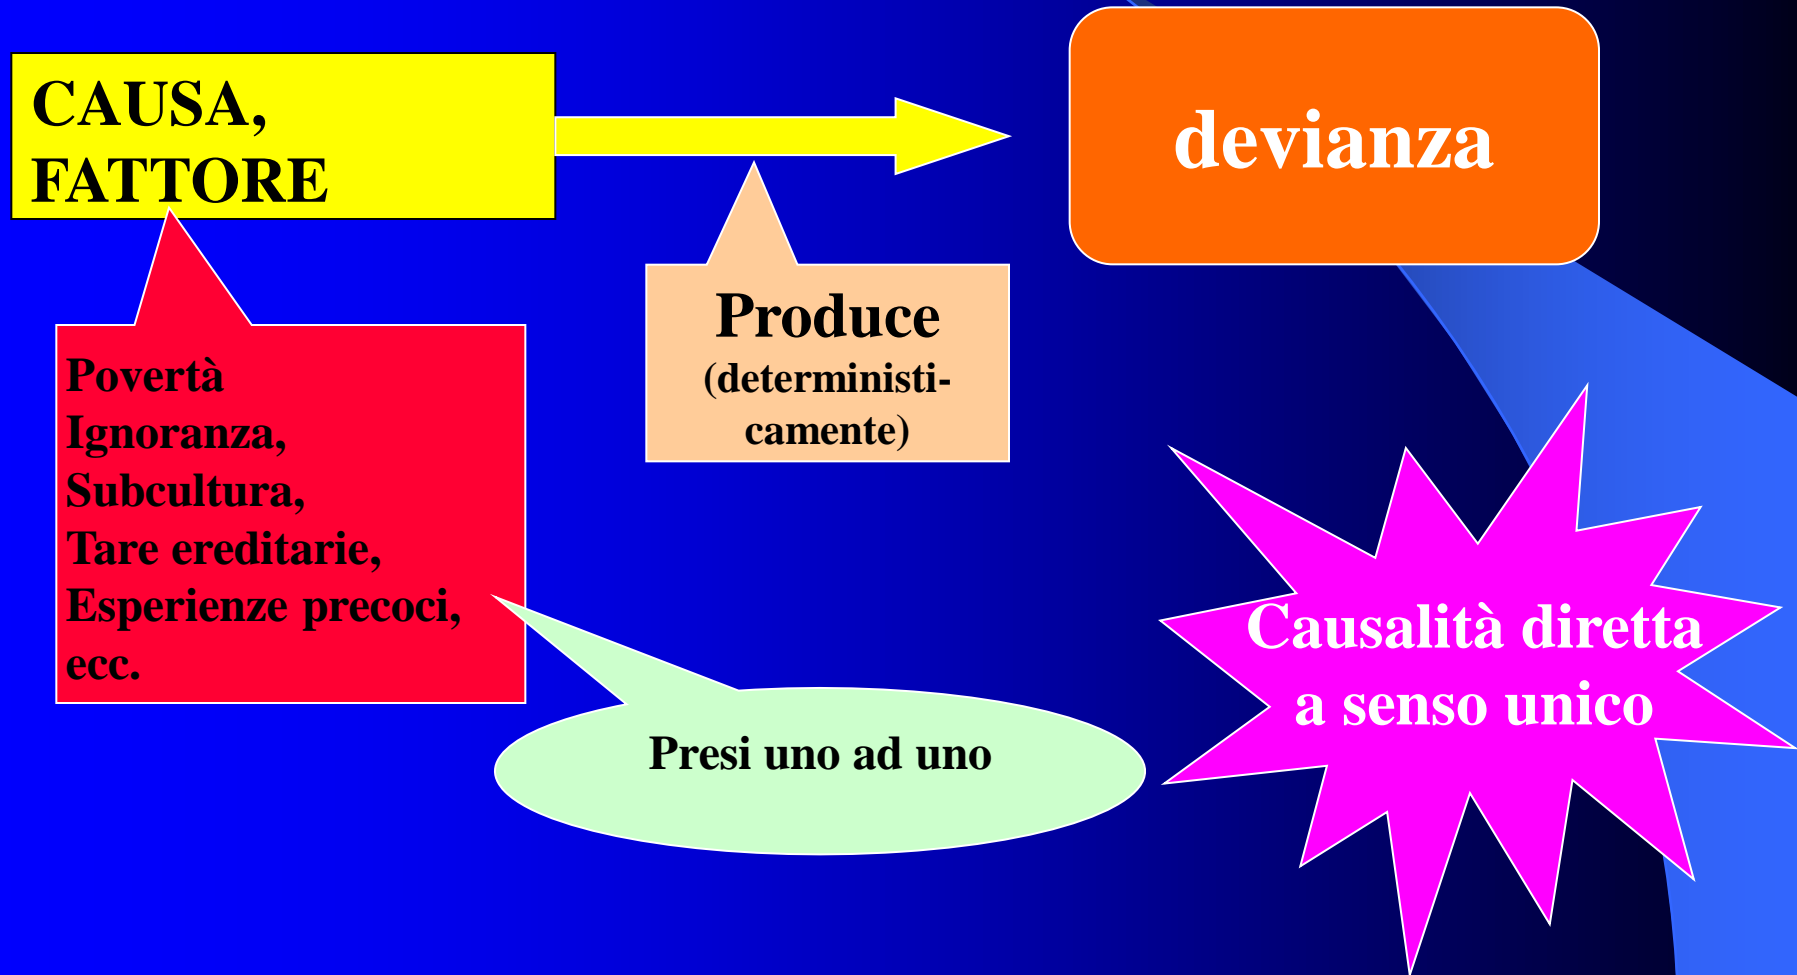 CAUSA,
FATTORE
devianza
Produce
(deterministi-
camente)
Povertà
Ignoranza,
Subcultura,
Tare ereditarie,
Esperienze precoci,
ecc.
Presi uno ad uno
Causalità diretta
a senso unico